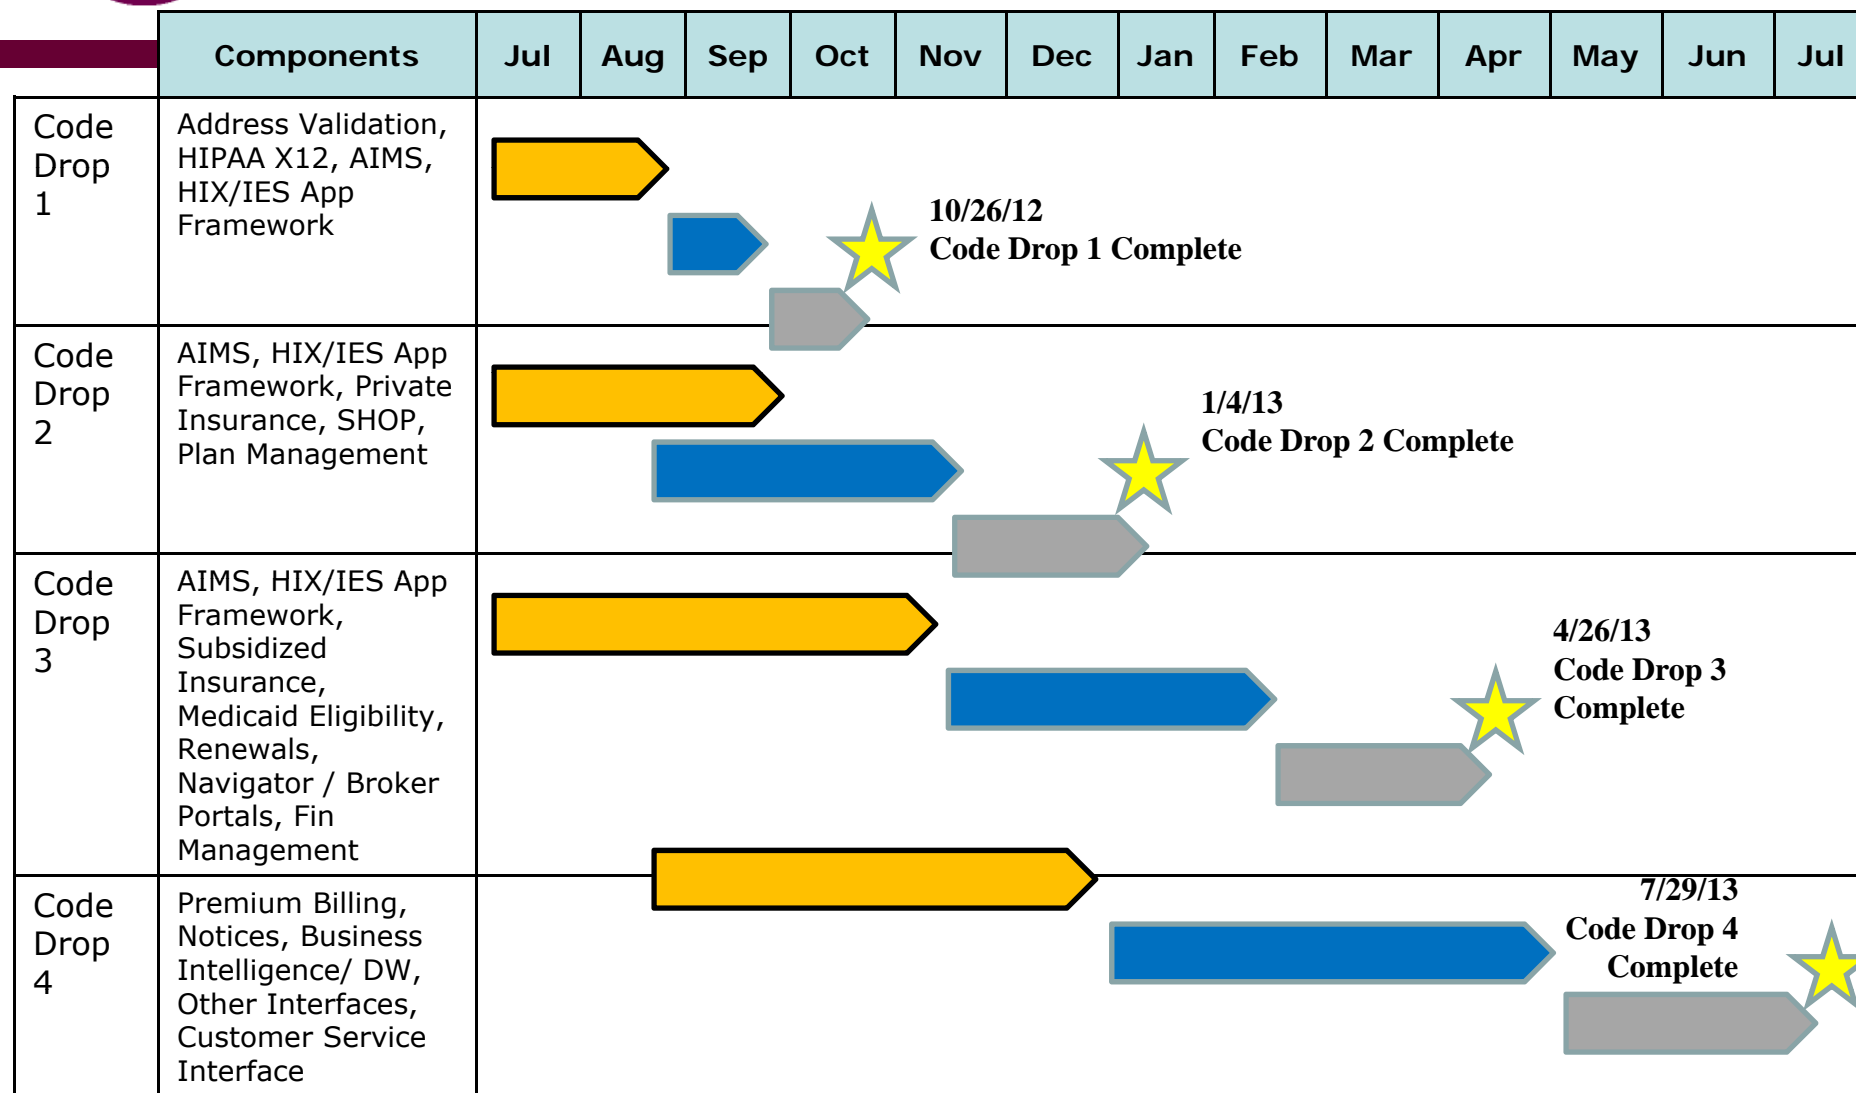 Components Jul Aug Sep Oct Nov Dec Jan Feb Mar Apr May Jun Jul
Code
Drop
1
Address Validation,
HIPAA X12, AIMS,
HIX/IES App
Framework
10/26/12
Code Drop 1 Complete
Code
Drop
2
AIMS, HIX/IES App
Framework, Private
Insurance, SHOP,
Plan Management
1/4/13
Code Drop 2 Complete
Code
Drop
3
AIMS, HIX/IES App
Framework,
Subsidized
Insurance,
Medicaid Eligibility,
Renewals,
Navigator / Broker
Portals, Fin
Management
4/26/13
Code Drop 3
Complete
Code
Drop
4
Premium Billing,
Notices, Business
Intelligence/ DW,
Other Interfaces,
Customer Service
Interface
7/29/13
Code Drop 4
Complete